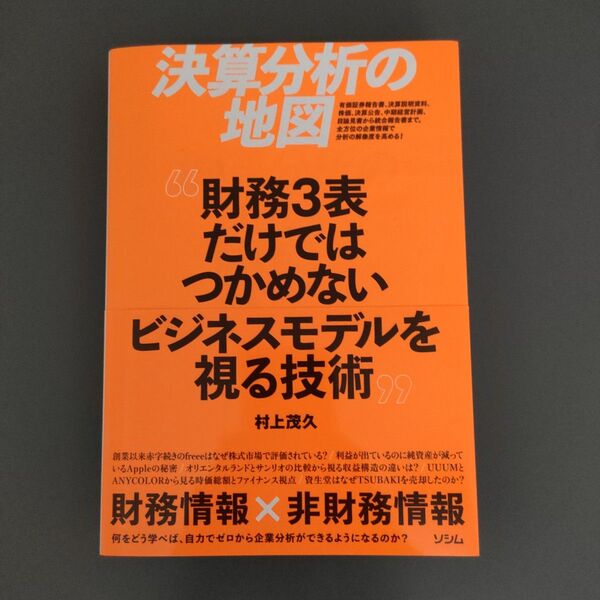 決算分析の
地図
有価証券報告書、決算説明資料、
株価、決算公告、中期経営計画、
目論見書から統合報告書まで。
全方位の企業情報で
分析の解像度を高める!
“財務3表
だけでは
つかめない
ビジネスモデルを
視る技術”
村上茂久
創業以来赤字続きのfreeeはなぜ株式市場で評価されている?/利益が出ているのに純資産が減って
いるAppleの秘密/オリエンタルランドとサンリオの比較から視る収益構造の違いは?/UUUMと
ANYCOLORから見る時価総額とファイナンス視点/資生堂はなぜTSUBAKIを売却したのか?
財務情報×非財務情報
何をどう学べば、自力でゼロから企業分析ができるようになるのか?
ソシム